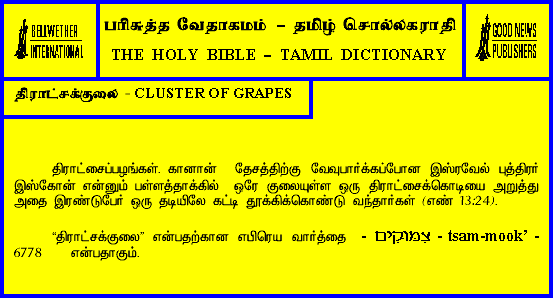 BELLWETHER
INTERNATIONAL
பரிசுத்த வேதாகமம் – தமிழ் சொல்லகராதி
THE HOLY BIBLE – TAMIL DICTIONARY
GOOD NEWS
PUBLISHERS
திராட்சக்குலை - CLUSTER OF GRAPES
திராட்சைப்பழங்கள். கானான் தேசத்திற்கு வேவுபார்க்கப்போன இஸ்ரவேல் புத்திரர்
இஸ்கோன் என்னும் பள்ளத்தாக்கில் ஒரே குலையுள்ள ஒரு திராட்சைக்கொடியை அறுத்து
அதை இரண்டுபேர் ஒரு தடியிலே கட்டி தூக்கிக்கொண்டு வந்தார்கள் (எண் 13:24).
“திராட்சக்குலை” என்பதற்கான எபிரெய வார்த்தை - צמוקים - tsam-mook’ -
6778 என்பதாகும்.